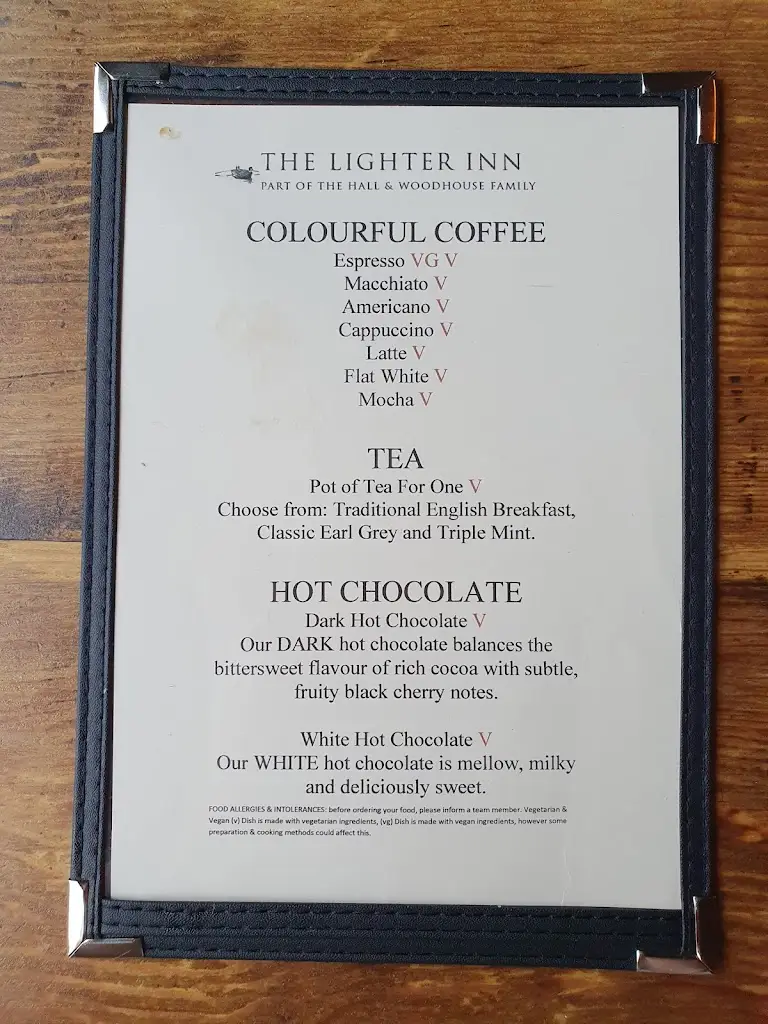 THE LIGHTER INN
PART OF THE HALL & WOODHOUSE FAMILY
COLOURFUL COFFEE
Espresso VG V
Macchiato V
Americano V
Cappuccino V
Latte V
Flat White V
Mocha V
TEA
Pot of Tea For One V
Choose from: Traditional English Breakfast,
Classic Earl Grey and Triple Mint.
HOT CHOCOLATE
Dark Hot Chocolate V
Our DARK hot chocolate balances the
bittersweet flavour of rich cocoa with subtle,
fruity black cherry notes.
White Hot Chocolate V
Our WHITE hot chocolate is mellow, milky
and deliciously sweet.
FOOD ALLERGIES & INTOLERANCES: before ordering your food, please inform a team member. Vegetarian &
Vegan (v) Dish is made with vegetarian ingredients, (vg) Dish is made with vegan ingredients, however some
preparation & cooking methods could affect this.